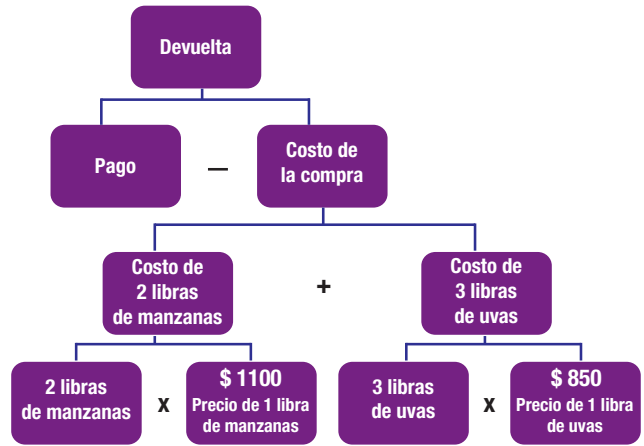 Devuelta
Pago
–
Costo de
la compra
Costo de
2 libras
de manzanas
+
Costo de
3 libras
de uvas
2 libras
de manzanas
x
$ 1100
Precio de 1 libra
de manzanas
3 libras
de uvas
x
$ 850
Precio de 1 libra
de uvas